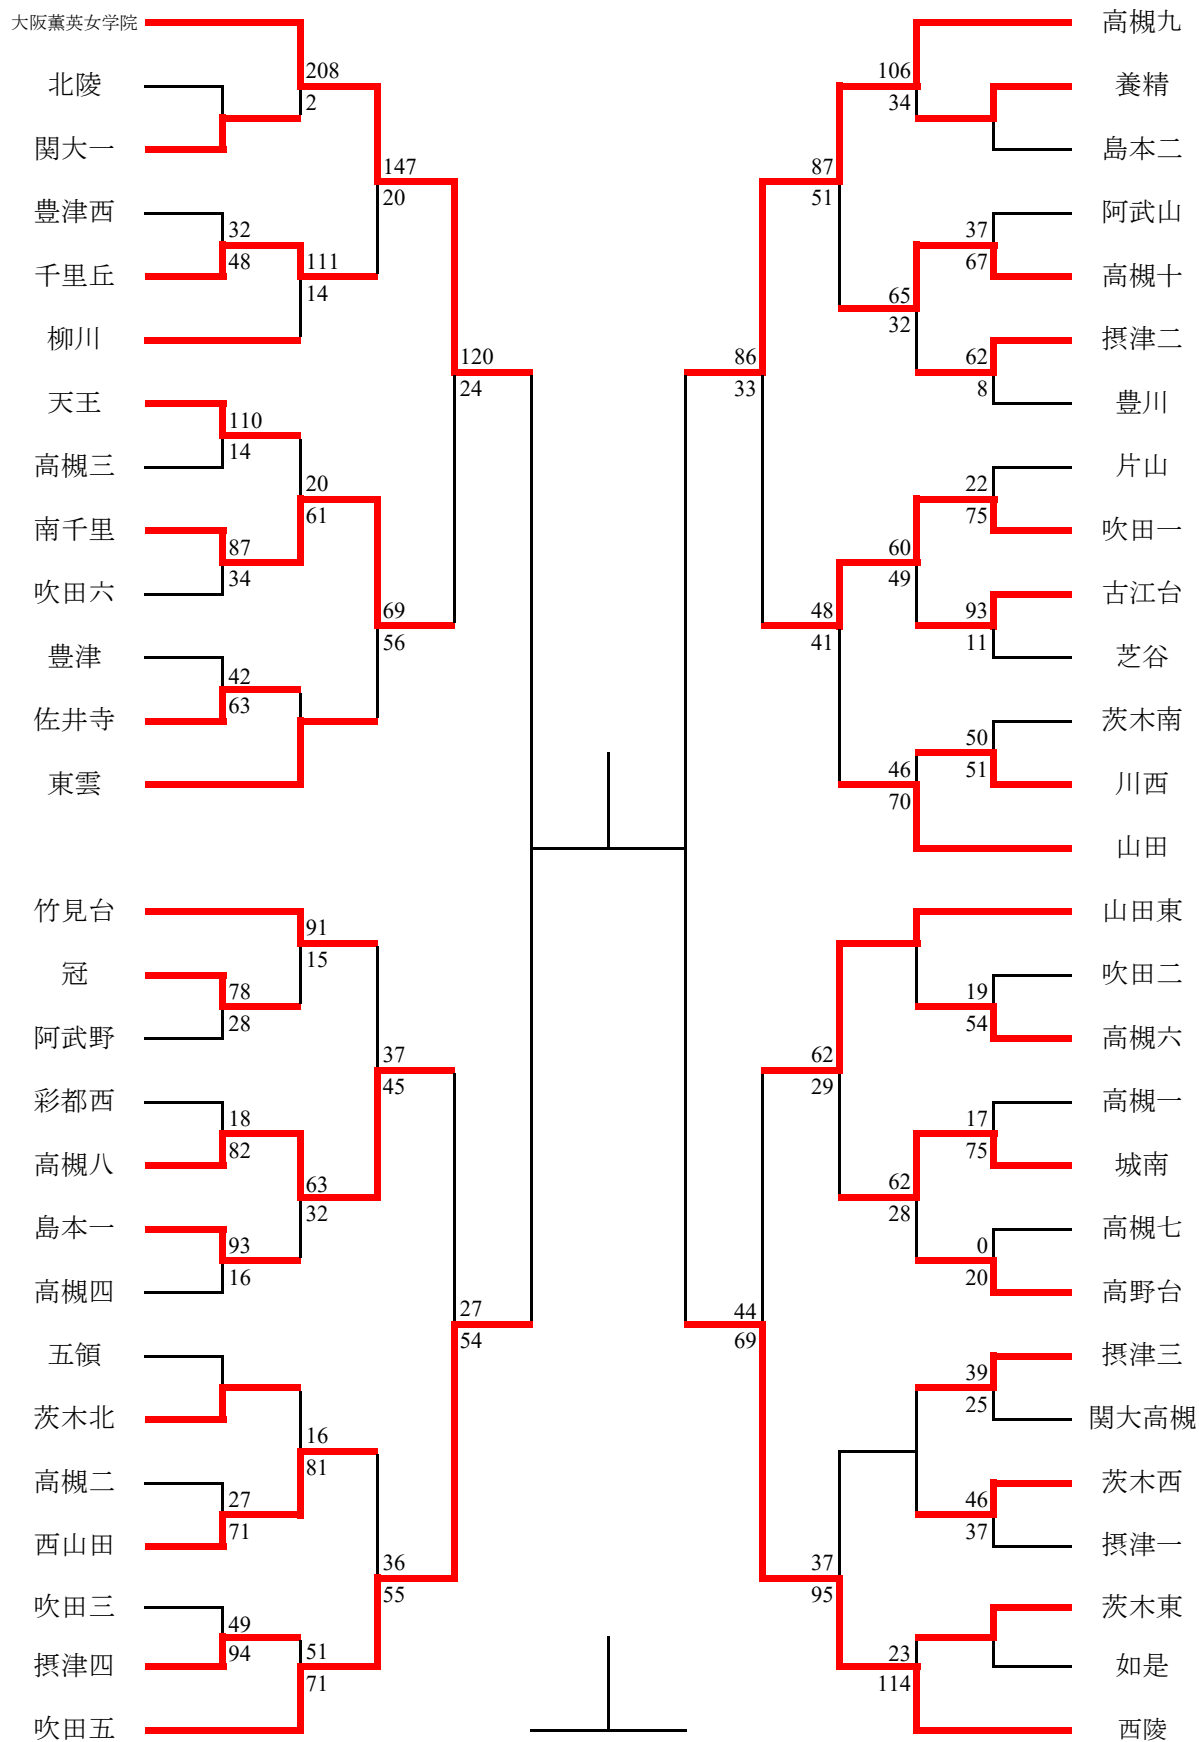 大阪薫英女学院
北陵
関大一
豊津西
千里丘
柳川
天王
高槻三
南千里
吹田六
豊津
佐井寺
東雲
竹見台
冠
阿武野
彩都西
高槻八
島本一
高槻四
五領
茨木北
高槻二
西山田
吹田三
摂津四
吹田五
32
48
110
14
87
34
42
63
78
28
18
82
93
16
27
71
49
94
208
2
111
14
20
61
91
15
63
32
16
81
51
71
147
20
69
56
37
45
36
55
120
24
27
54
86
33
44
69
87
51
48
41
62
29
37
95
106
34
65
32
60
49
46
70
62
28
23
114
37
67
62
8
22
75
93
11
50
51
19
54
17
75
0
20
39
25
46
37
高槻九
養精
島本二
阿武山
高槻十
摂津二
豊川
片山
吹田一
古江台
芝谷
茨木南
川西
山田
山田東
吹田二
高槻六
高槻一
城南
高槻七
高野台
摂津三
関大高槻
茨木西
摂津一
茨木東
如是
西陵